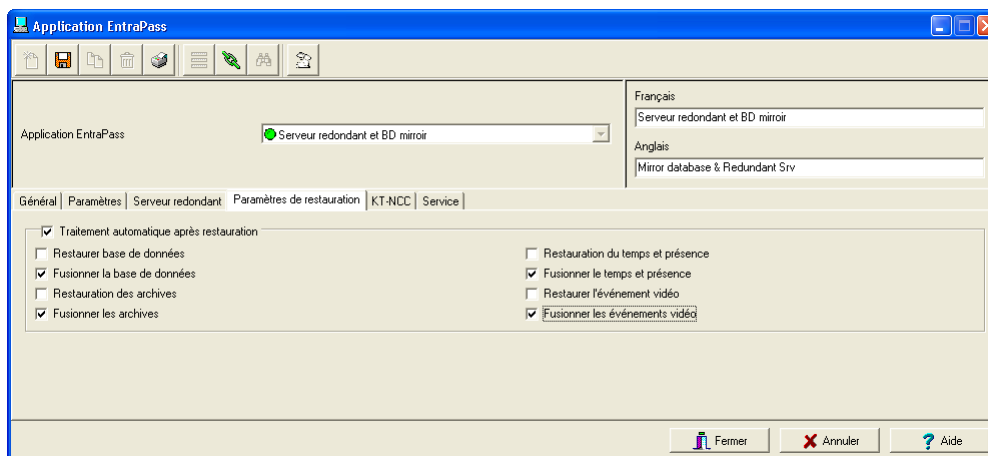 Application EntraPass
Français
Serveur redondant et BD mirroir
Application EntraPass
Serveur redondant et BD mirroir
Anglais
Mirror database & Redundant Srv
Général
Paramètres
Serveur redondant
Paramètres de restauration
KT-NCC
Service
Traitement automatique après restauration
Restaurer base de données
Restauration du temps et présence
Fusionner la base de données
Fusionner le temps et présence
Restauration des archives
Restaurer l'événement vidéo
Fusionner les archives
Fusionner les événements vidéo
Fermer
Annuler
Aide